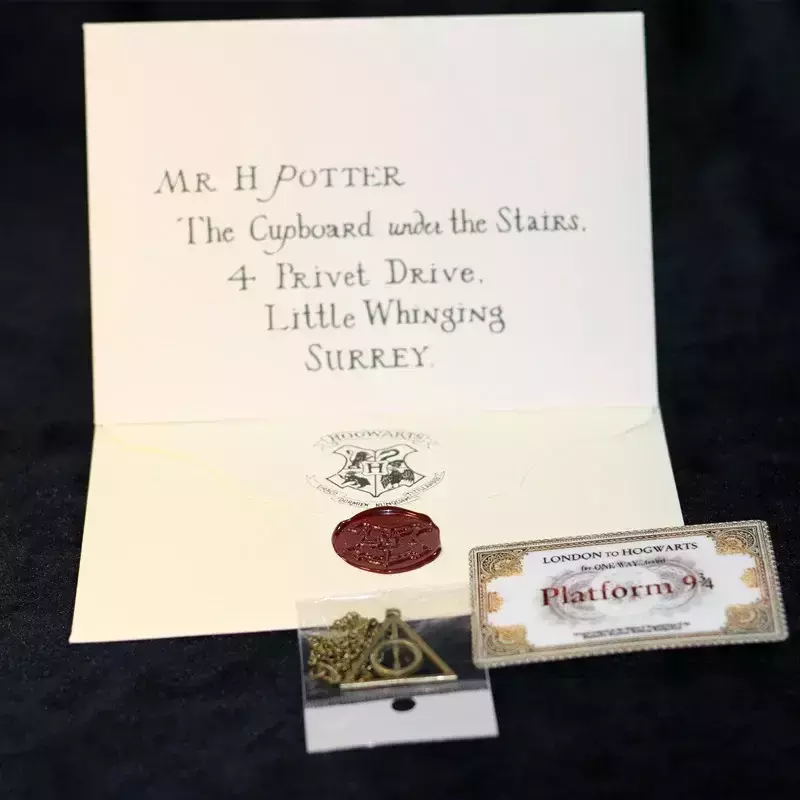 Mr H Potter
The Cupboard under the Stairs,
4 Privet Drive,
Little Whinging
Surrey.
HOGWARTS
H
LONDON TO HOGWARTS
for ONE WAY travel
Platform 9¾